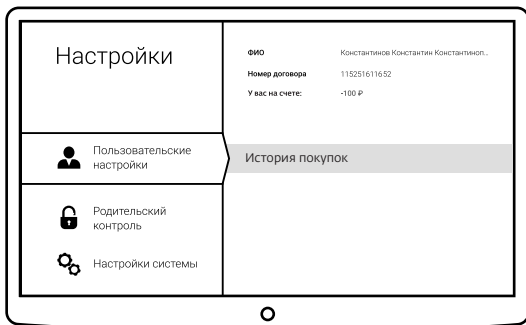 Настройки
ФИО Константинов Константин Константиноп..
Номер договора 115251611652
У вас на счете: -100 ₽
Пользовательские
настройки
История покупок
Родительский
контроль
Настройки системы